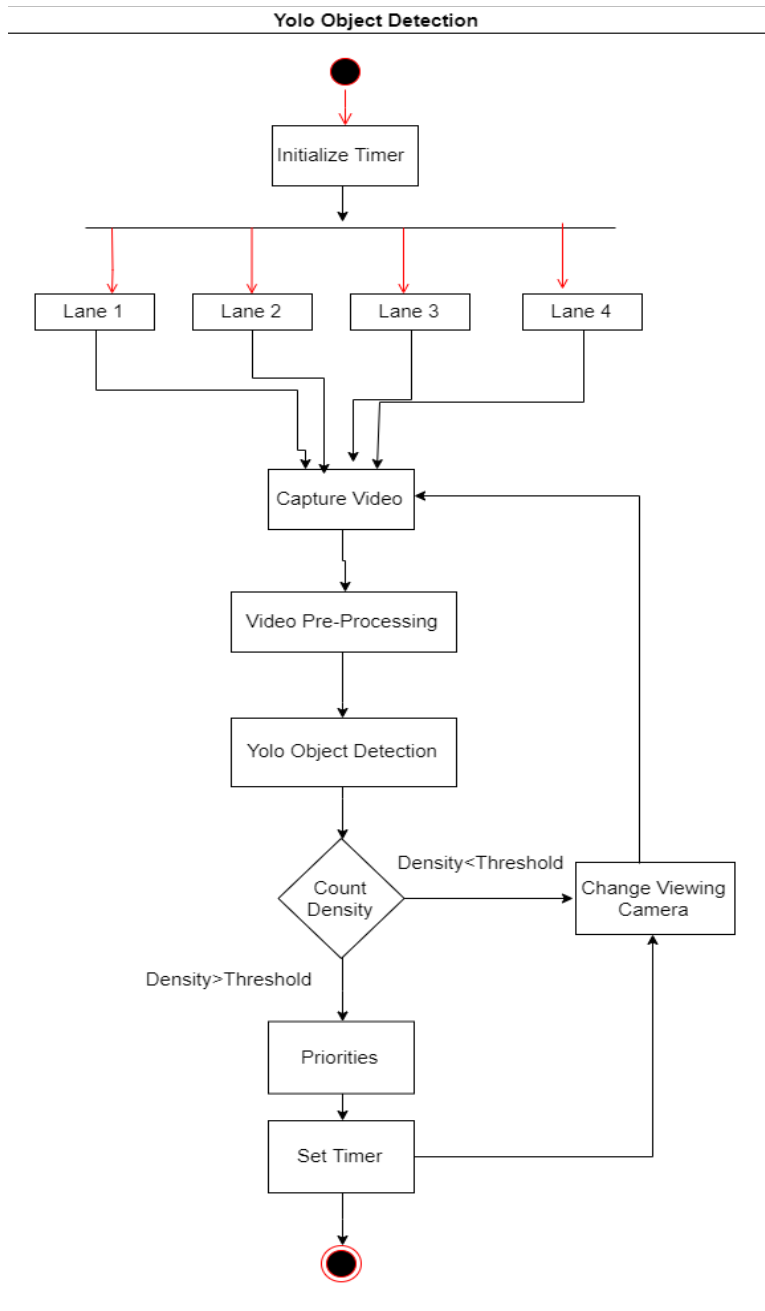 Yolo Object Detection
Initialize Timer
Lane 1
Lane 2
Lane 3
Lane 4
Capture Video
Video Pre-Processing
Yolo Object Detection
Count
Density
Density<Threshold
Change Viewing
Camera
Density>Threshold
Priorities
Set Timer